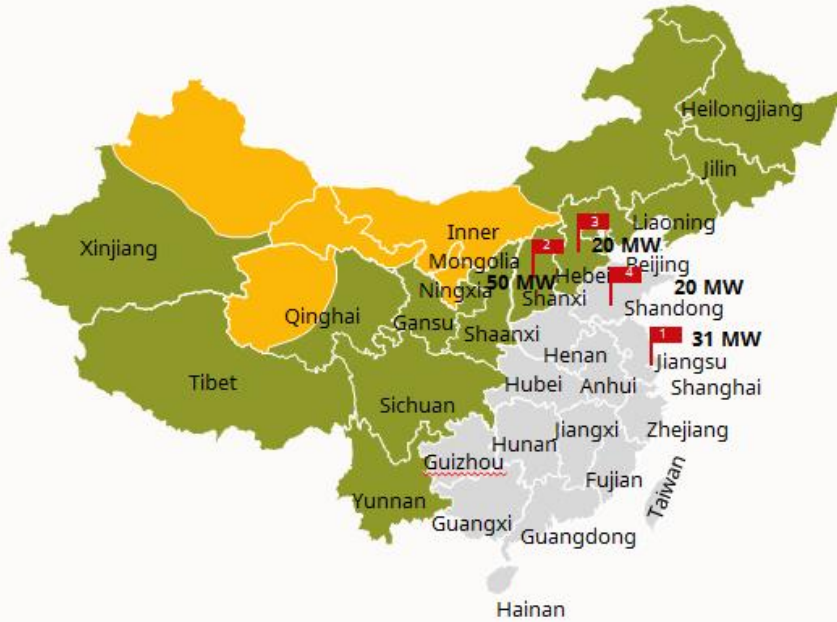 Heilongjiang
Jilin
Liaoning
Inner
Mongolia
Xinjiang
3
20 MW
2
50 MW
Hebei
Beijing
4
20 MW
Ningxia
Shanxi
Shandong
Qinghai
Gansu
Shaanxi
1
31 MW
Henan
Jiangsu
Tibet
Hubei
Anhui
Shanghai
Sichuan
Hunan
Jiangxi
Zhejiang
Guizhou
Fujian
Yunnan
Taiwan
Guangxi
Guangdong
Hainan